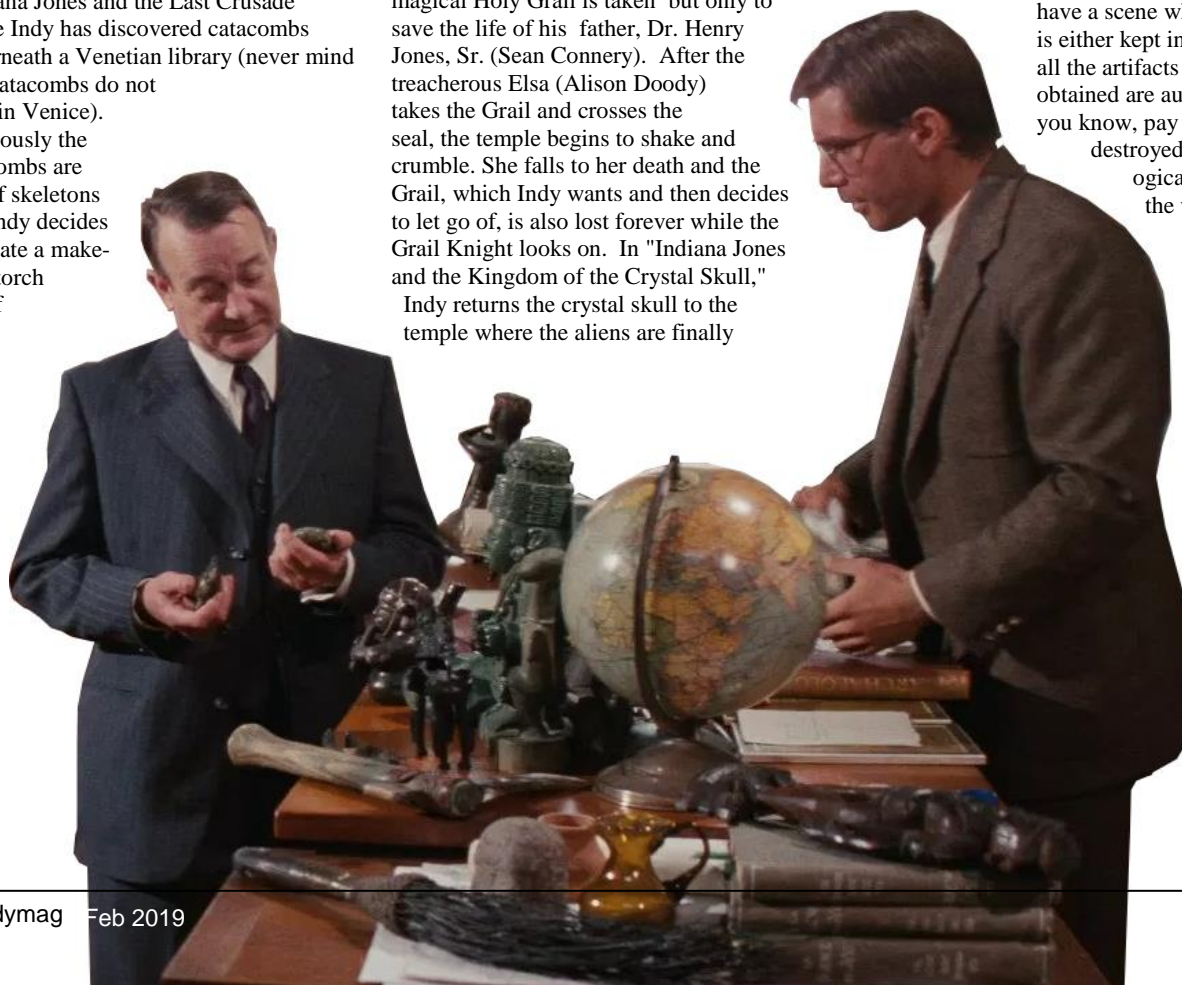 ana Jones and the Last Crusade
e Indy has discovered catacombs
rneath a Venetian library (never mind
atacombs do not
in Venice).
ously the
ombs are
f skeletons
ndy decides
ate a make-
torch
f
magical Holy Grail is taken but only to
save the life of his father, Dr. Henry
Jones, Sr. (Sean Connery). After the
treacherous Elsa (Alison Doody)
takes the Grail and crosses the
seal, the temple begins to shake and
crumble. She falls to her death and the
Grail, which Indy wants and then decides
to let go of, is also lost forever while the
Grail Knight looks on. In "Indiana Jones
and the Kingdom of the Crystal Skull,"
Indy returns the crystal skull to the
temple where the aliens are finally
have a scene w
is either kept in
all the artifacts
obtained are au
you know, pay
destroyed
ogica
the
ARCHAEOLO
dymag Feb 2019